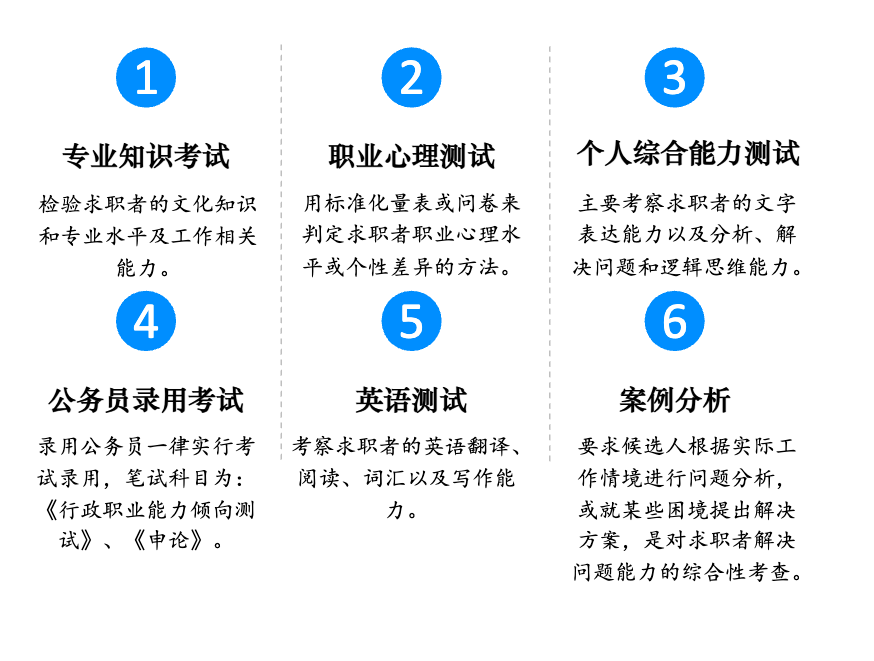 1
专业知识考试
检验求职者的文化知识
和专业水平及工作相关
能力。
2
职业心理测试
用标准化量表或问卷来
判定求职者职业心理水
平或个性差异的方法。
3
个人综合能力测试
主要考察求职者的文字
表达能力以及分析、解
决问题和逻辑思维能力。
4
公务员录用考试
录用公务员一律实行考
试录用，笔试科目为：
《行政职业能力倾向测
试》、《申论》。
5
英语测试
考察求职者的英语翻译、
阅读、词汇以及写作能
力。
6
案例分析
要求候选人根据实际工
作情境进行问题分析，
或就某些困境提出解决
方案，是对求职者解决
问题能力的综合性考查。